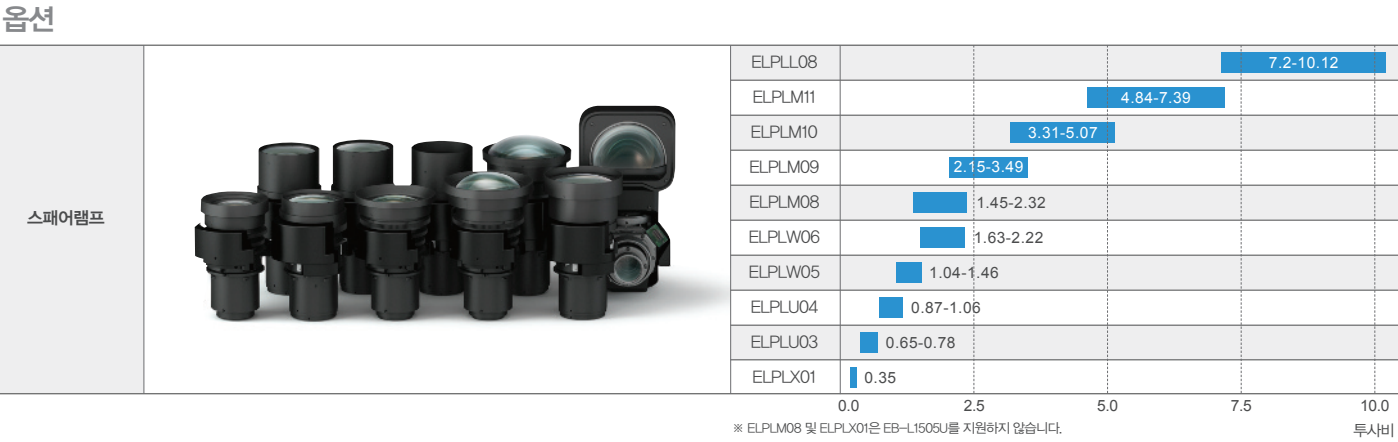 옵션
스패어램프
ELPLL08 7.2-10.12
ELPLM11 4.84-7.39
ELPLM10 3.31-5.07
ELPLM09 2.15-3.49
ELPLM08 1.45-2.32
ELPLW06 1.63-2.22
ELPLW05 1.04-1.46
ELPLU04 0.87-1.06
ELPLU03 0.65-0.78
ELPLX01 0.35
0.0 2.5 5.0 7.5 10.0
※ ELPLM08 및 ELPLX01은 EB-L1505U를 지원하지 않습니다.
투사비